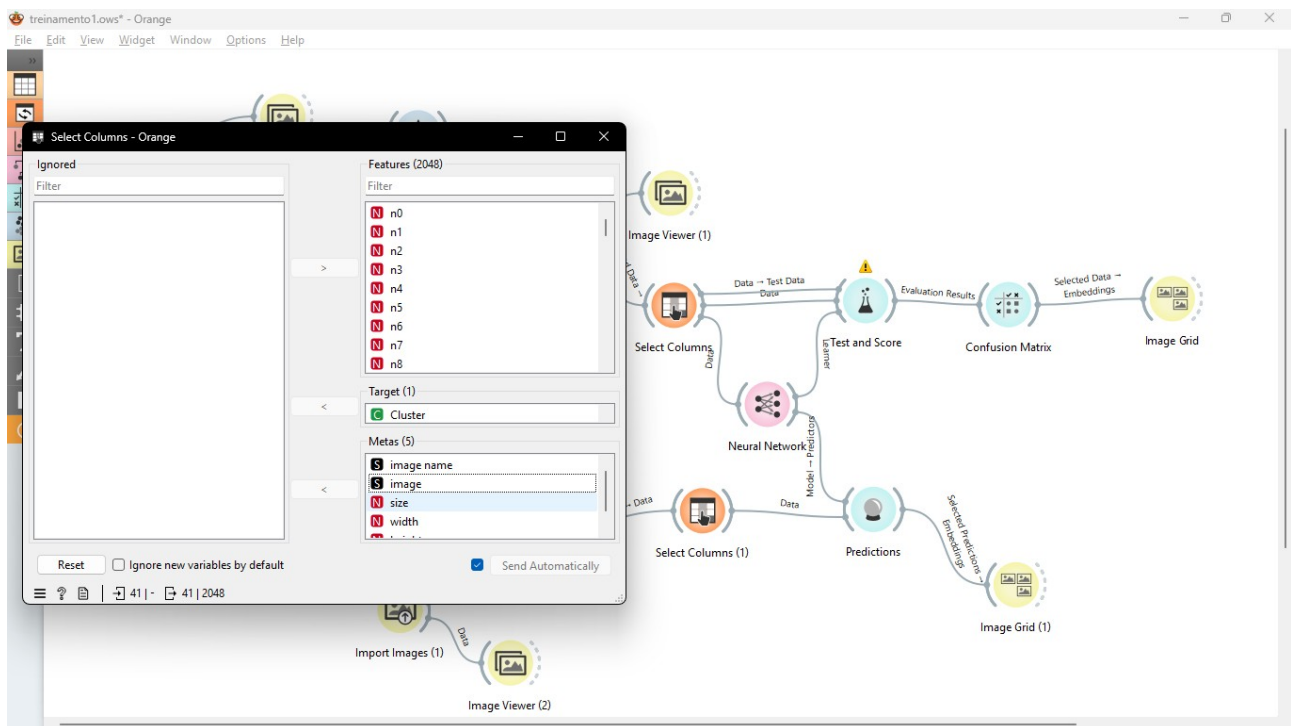 treinamento1.ows* - Orange
File Edit View Widget Window Options Help
Select Columns - Orange
Ignored
Filter
Features (2048)
Filter
n0
n1
n2
n3
n4
n5
n6
n7
n8
Target (1)
Cluster
Metas (5)
image name
image
size
width
Reset
Ignore new variables by default
Send Automatically
41 | - 41 | 2048
Image Viewer (1)
Data → Test Data
Data
Evaluation Results
Selected Data →
Embeddings
Select Columns
Test and Score
Confusion Matrix
Image Grid
Data
Learner
Neural Network
Model → Predictors
Data
Data
Select Columns (1)
Predictions
Selected Predictions →
Embeddings
Image Grid (1)
Import Images (1)
Data
Image Viewer (2)